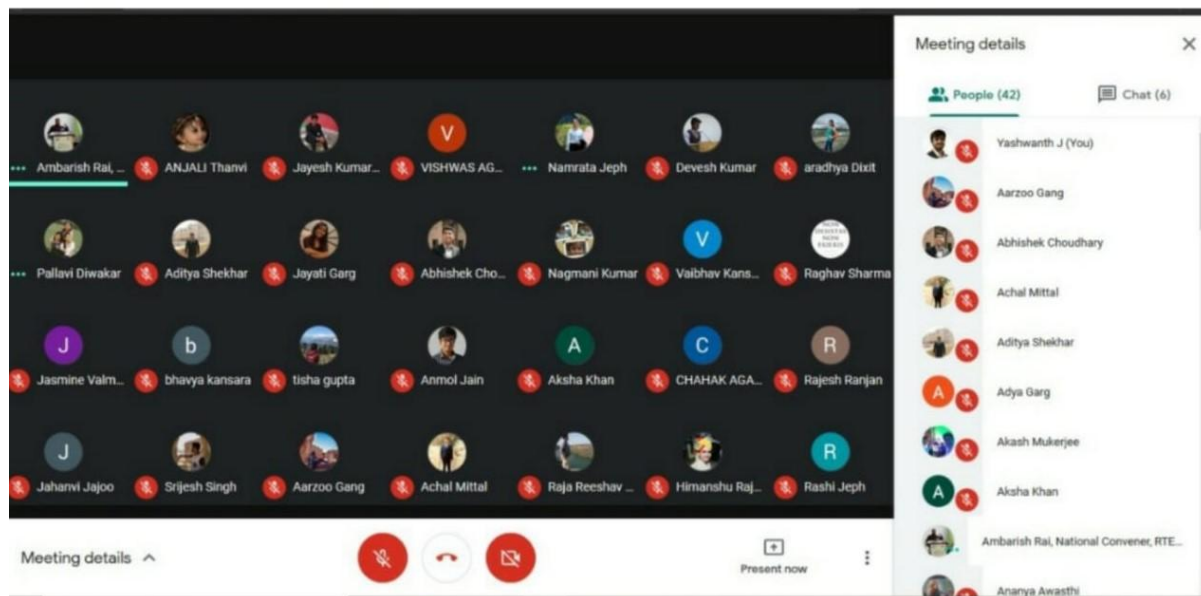 Meeting details
People (42) Chat (6)
Ambarish Rai, ... ANJALI Thanvi Jayesh Kumar... VISHWAS AG... Namrata Jeph Devesh Kumar aradhya Dixit
V
Pallavi Diwakar Aditya Shekhar Jayati Garg Abhishek Cho... Nagmani Kumar Vaibhav Kans... Raghav Sharma
V
J b A C R
Jasmine Valm... bhavya kansara tisha gupta Anmol Jain Aksha Khan CHAHAK AGA... Rajesh Ranjan
J R
Jahanvi Jajoo Srijesh Singh Aarzoo Gang Achal Mittal Raja Reeshav ... Himanshu Raj... Rashi Jeph
Yashwanth J (You)
Aarzoo Gang
Abhishek Choudhary
Achal Mittal
Aditya Shekhar
A Adya Garg
Akash Mukerjee
A Aksha Khan
Ambarish Rai, National Convener, RTE...
Ananya Awasthi
Meeting details
Present now